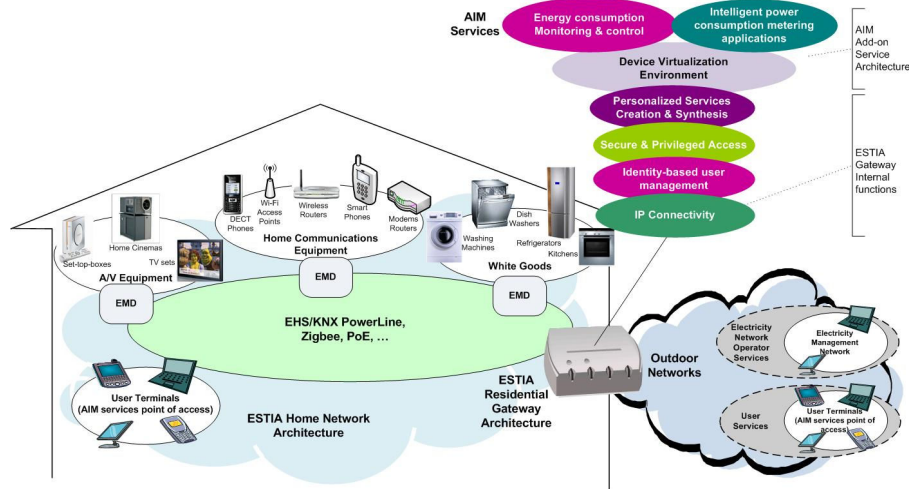 AIM
Services
Energy consumption
Monitoring & control
Intelligent power
consumption metering
applications
AIM
Add-on
Service
Architecture
Device Virtualization
Environment
Personalized Services
Creation & Synthesis
Secure & Privileged Access
Identity-based user
management
IP Connectivity
ESTIA
Gateway
Internal
functions
Set-top-boxes
Home Cinemas
TV sets
A/V Equipment
DECT
Phones
Wi-Fi
Access
Points
Wireless
Routers
Smart
Phones
Modems
Routers
Home Communications
Equipment
Washing
Machines
Dish
Washers
Refrigerators
Kitchens
White Goods
EMD
EMD
EMD
EHS/KNX PowerLine,
Zigbee, PoE, ...
User Terminals
(AIM services point of access)
ESTIA Home Network
Architecture
ESTIA
Residential
Gateway
Architecture
Outdoor
Networks
Electricity
Network
Operator
Services
Electricity
Management
Network
User
Services
User Terminals
(AIM services point of
access)